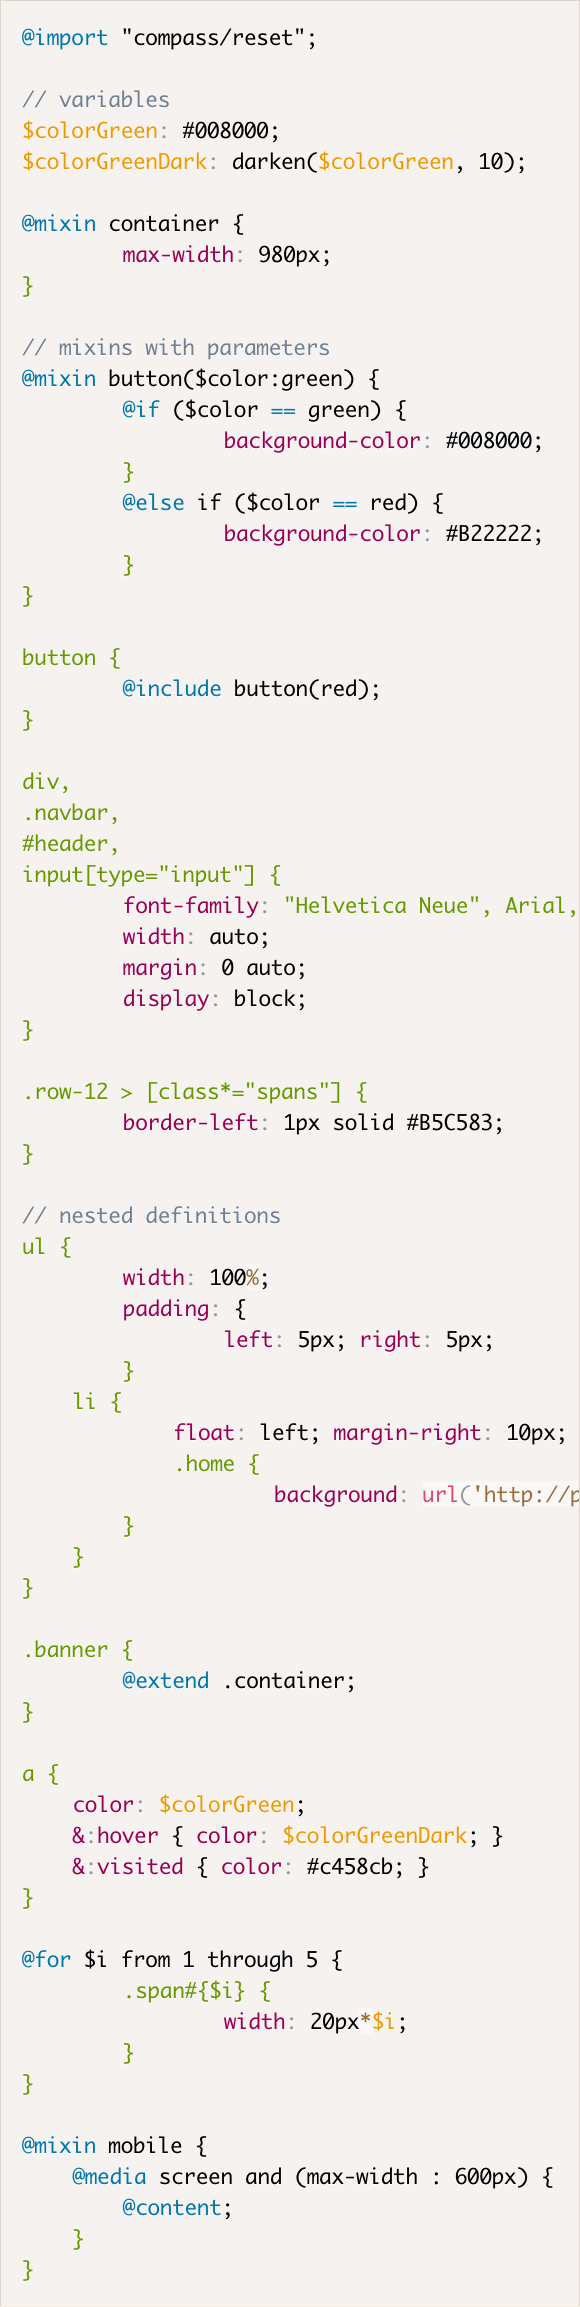 @import "compass/reset";

// variables
$colorGreen: #008000;
$colorGreenDark: darken($colorGreen, 10);

@mixin container {
        max-width: 980px;
}

// mixins with parameters
@mixin button($color:green) {
        @if ($color == green) {
                background-color: #008000;
        }
        @else if ($color == red) {
                background-color: #B22222;
        }
}

button {
        @include button(red);
}

div,
.navbar,
#header,
input[type="input"] {
        font-family: "Helvetica Neue", Arial,
        width: auto;
        margin: 0 auto;
        display: block;
}

.row-12 > [class*="spans"] {
        border-left: 1px solid #B5C583;
}

// nested definitions
ul {
        width: 100%;
        padding: {
                left: 5px; right: 5px;
        }
    li {
            float: left; margin-right: 10px;
            .home {
                    background: url('http://p
        }
    }
}

.banner {
        @extend .container;
}

a {
    color: $colorGreen;
    &:hover { color: $colorGreenDark; }
    &:visited { color: #c458cb; }
}

@for $i from 1 through 5 {
        .span#{$i} {
                width: 20px*$i;
        }
}

@mixin mobile {
    @media screen and (max-width : 600px) {
        @content;
    }
}